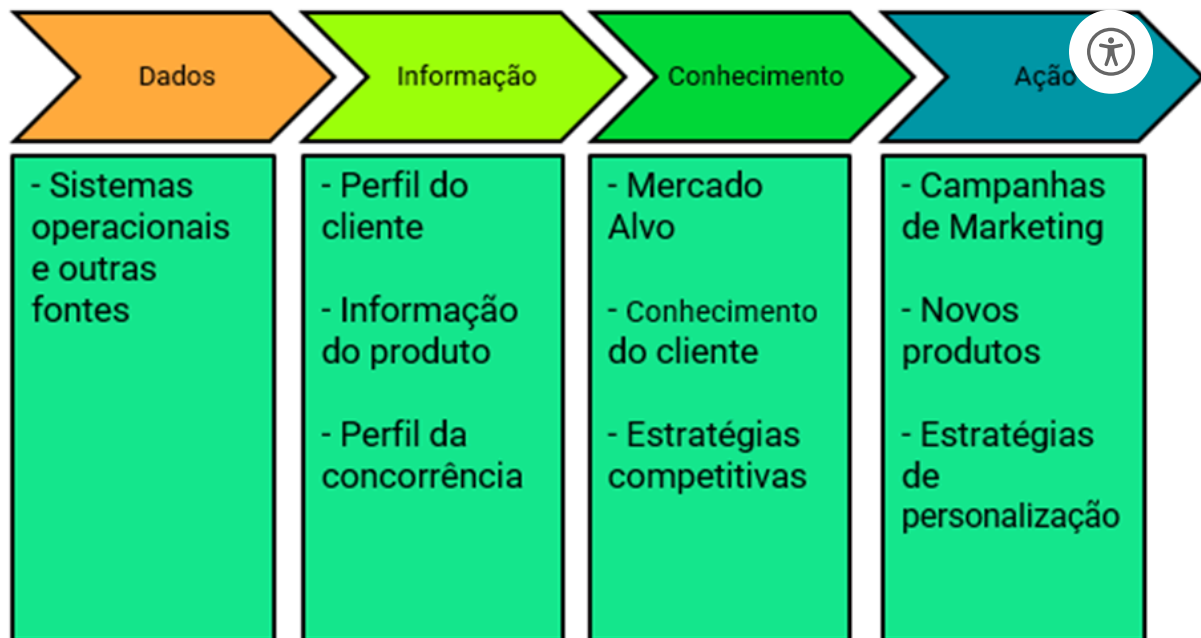 Dados
Informação
Conhecimento
Ação
- Sistemas
operacionais
e outras
fontes
- Perfil do
cliente
- Informação
do produto
- Perfil da
concorrência
- Mercado
Alvo
- Conhecimento
do cliente
- Estratégias
competitivas
- Campanhas
de Marketing
- Novos
produtos
- Estratégias
de
personalização